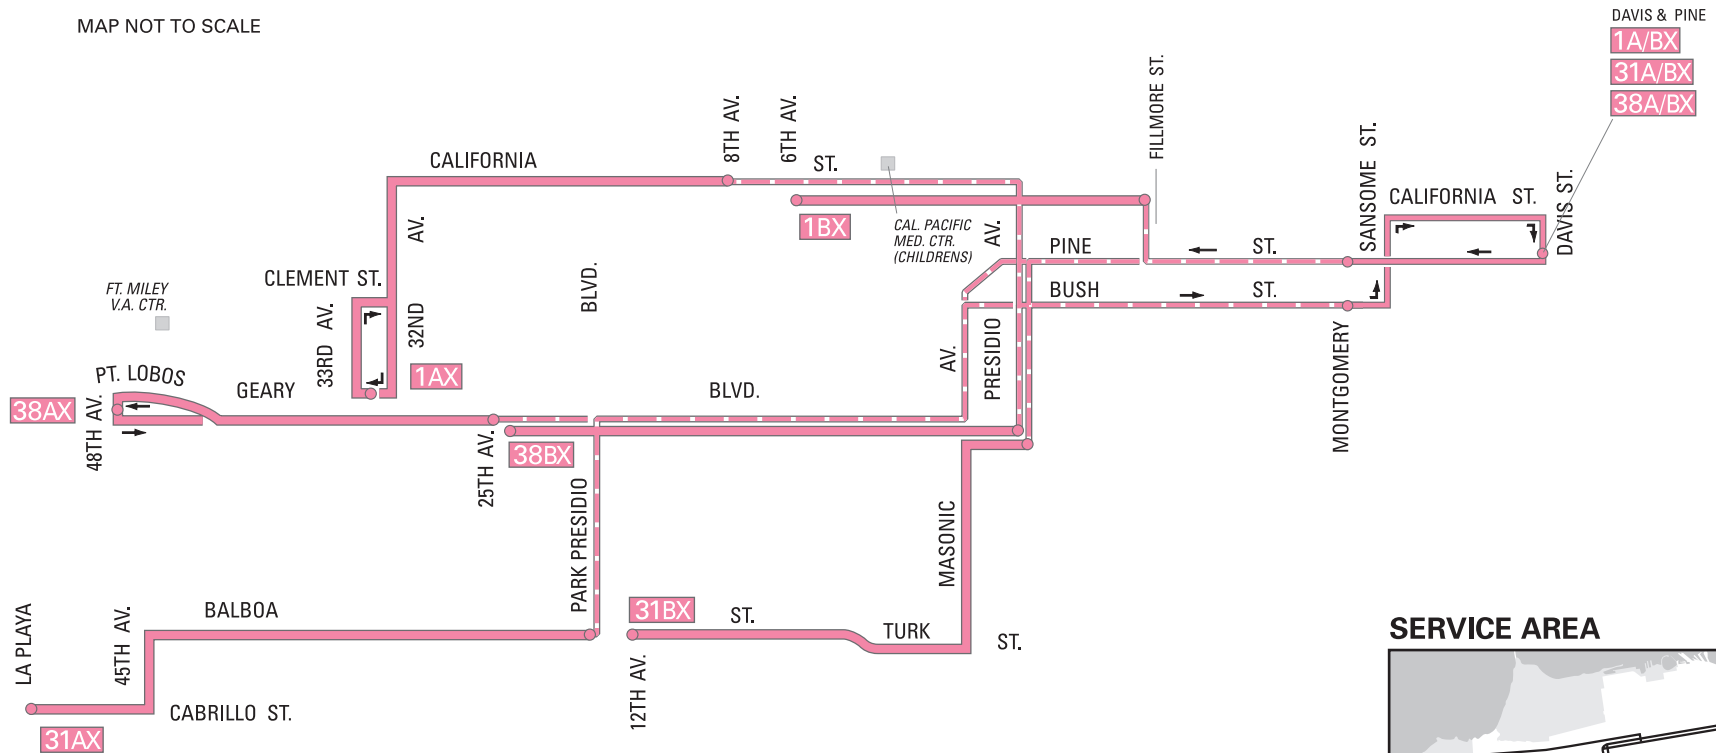 MAP NOT TO SCALE
DAVIS & PINE
1A/BX
31A/BX
38A/BX
FILLMORE ST.
8TH AV.
6TH AV.
CALIFORNIA
ST.
SANSOME ST.
CALIFORNIA ST.
DAVIS ST.
1BX
CAL. PACIFIC
MED. CTR.
(CHILDRENS)
AV.
AV.
PINE
ST.
CLEMENT ST.
BLVD.
FT. MILEY
V.A. CTR.
BUSH
ST.
33RD AV.
32ND
PRESIDIO
AV.
MONTGOMERY
PT. LOBOS
GEARY
1AX
BLVD.
38AX
48TH AV.
25TH AV.
38BX
PARK PRESIDIO
MASONIC
LA PLAYA
45TH AV.
BALBOA
31BX
ST.
TURK
ST.
12TH AV.
CABRILLO ST.
31AX
SERVICE AREA